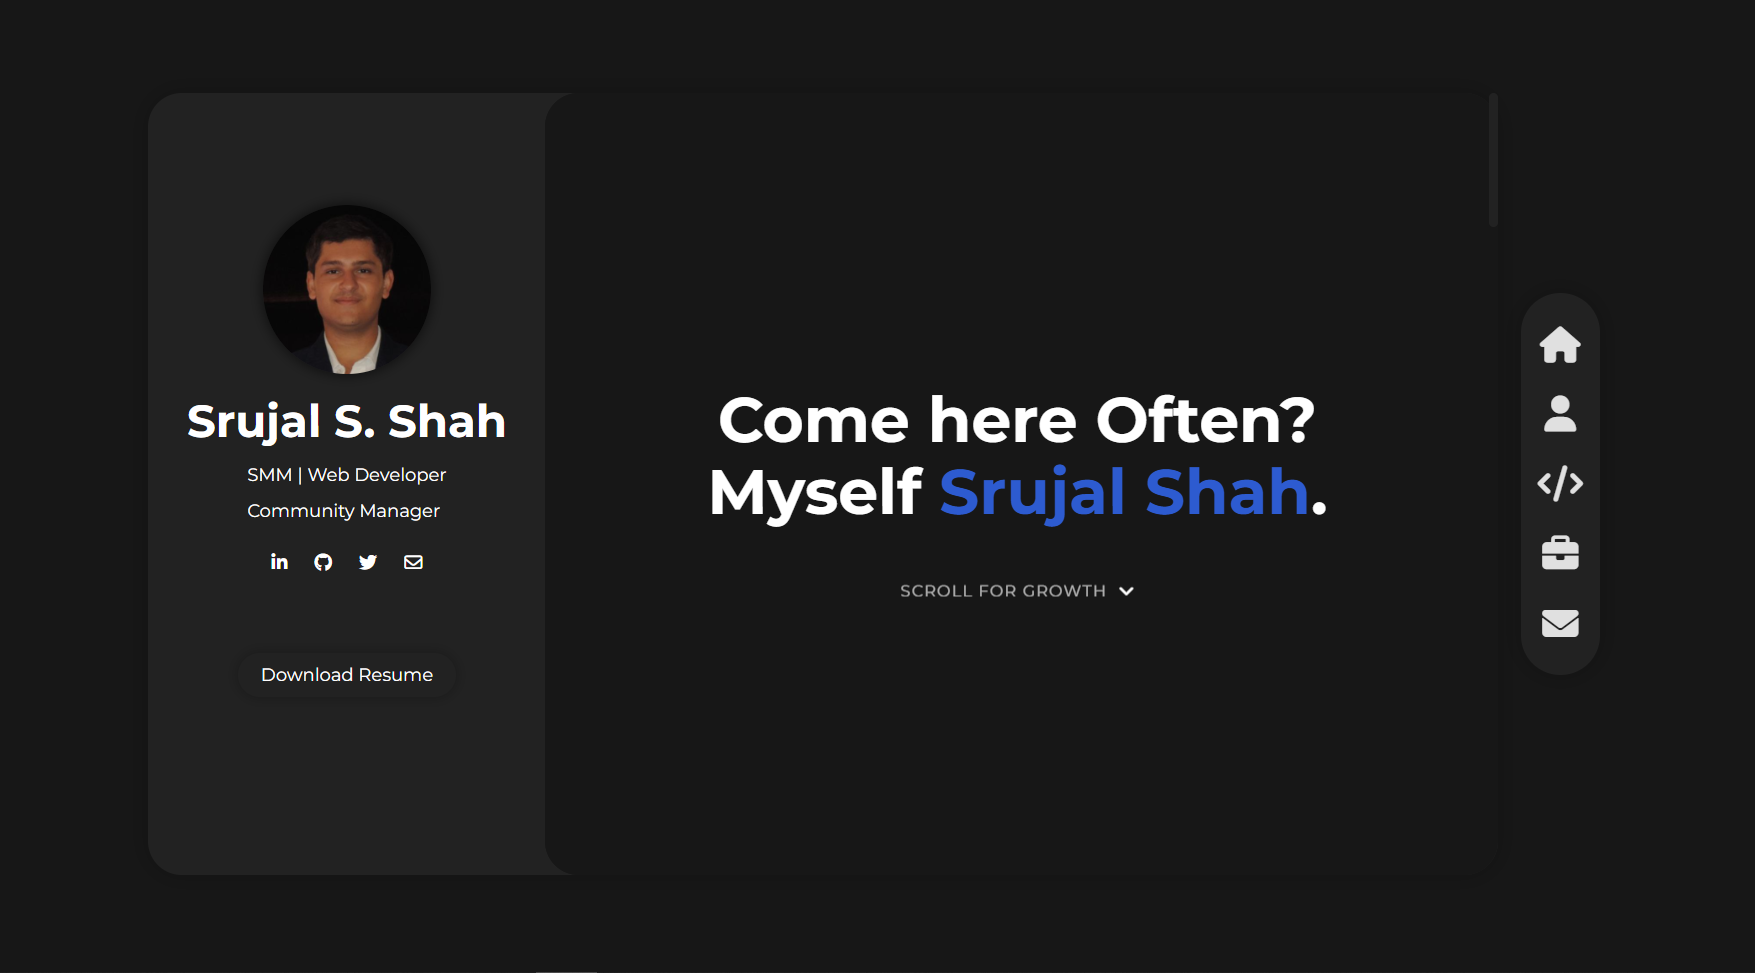 Srujal S. Shah
SMM | Web Developer
Community Manager
Download Resume
Come here Often?
Myself Srujal Shah.
SCROLL FOR GROWTH